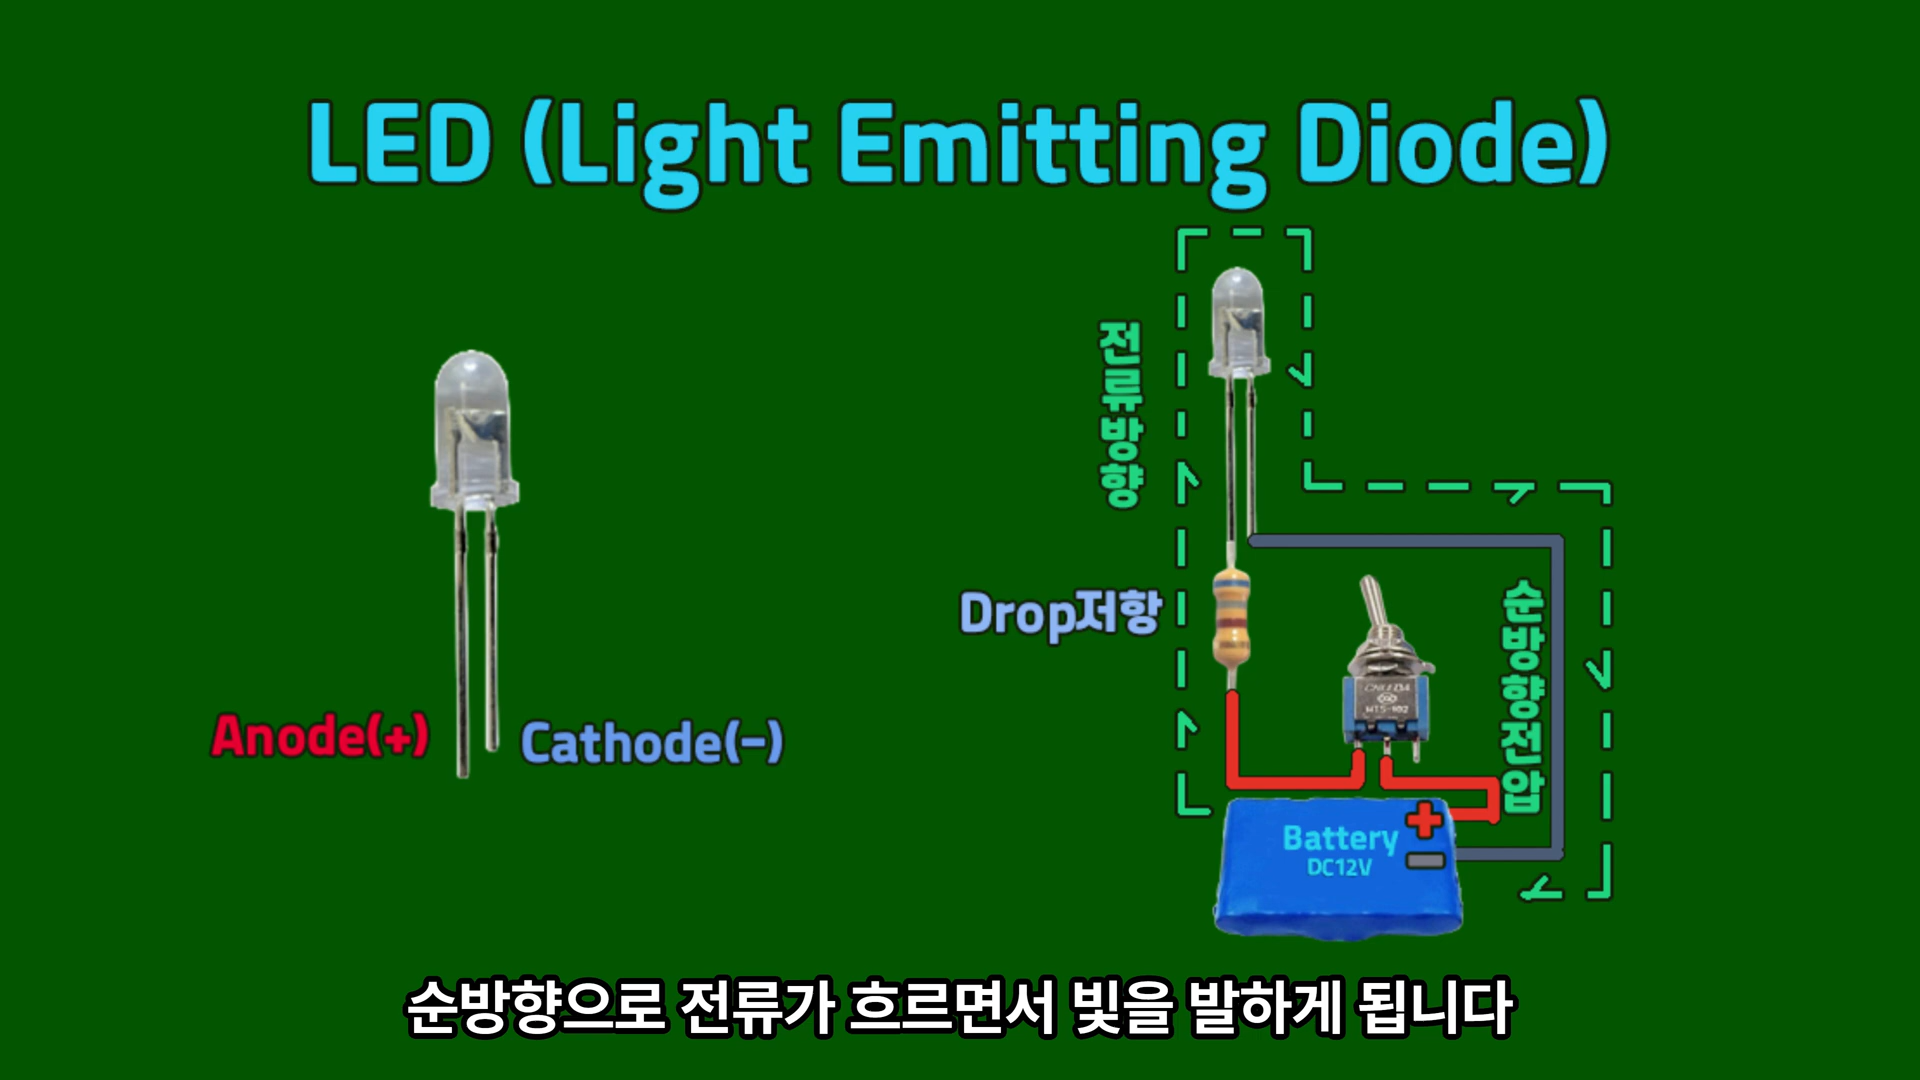 LED (Light Emitting Diode)
전류방향
Drop저항
순방향전압
Anode(+)
Cathode(-)
MTS-102
+
Battery
-
DC12V
순방향으로 전류가 흐르면서 빛을 발하게 됩니다